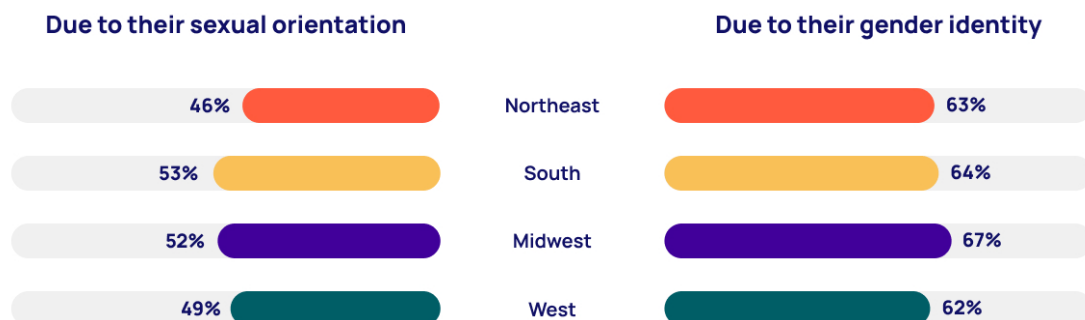 Due to their sexual orientation Due to their gender identity
46% Northeast 63%
53% South 64%
52% Midwest 67%
49% West 62%